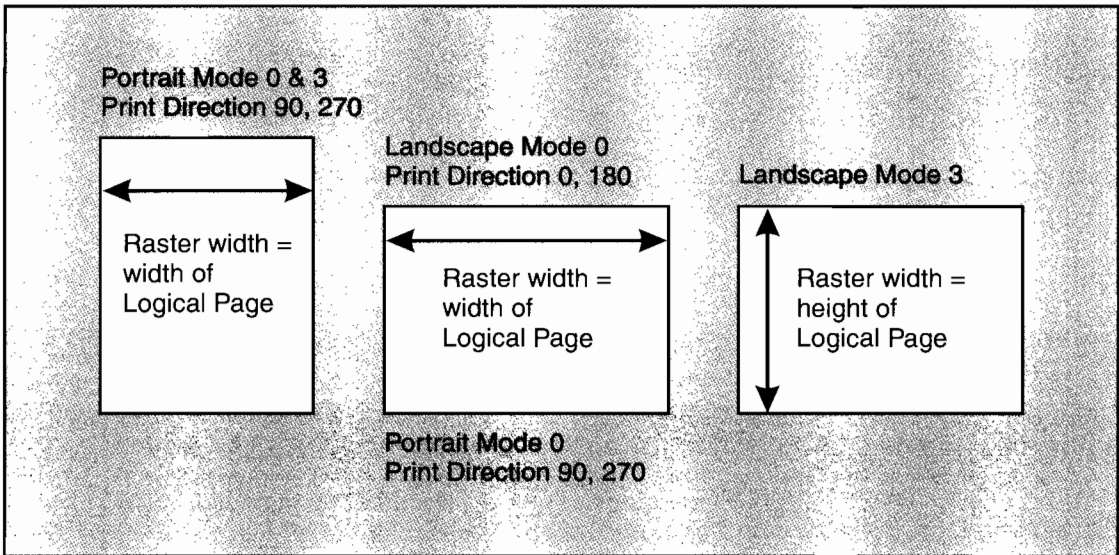 Portrait Mode 0 & 3
Print Direction 90, 270
Raster width =
width of
Logical Page
Landscape Mode 0
Print Direction 0, 180
Raster width =
width of
Logical Page
Portrait Mode 0
Print Direction 90, 270
Landscape Mode 3
Raster width =
height of
Logical Page